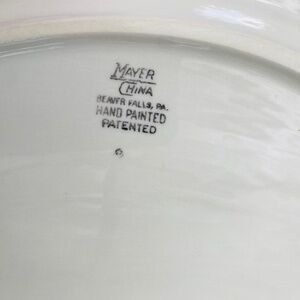 MAYER
CHINA
BEAVER FALLS, PA.
HAND PAINTED
PATENTED